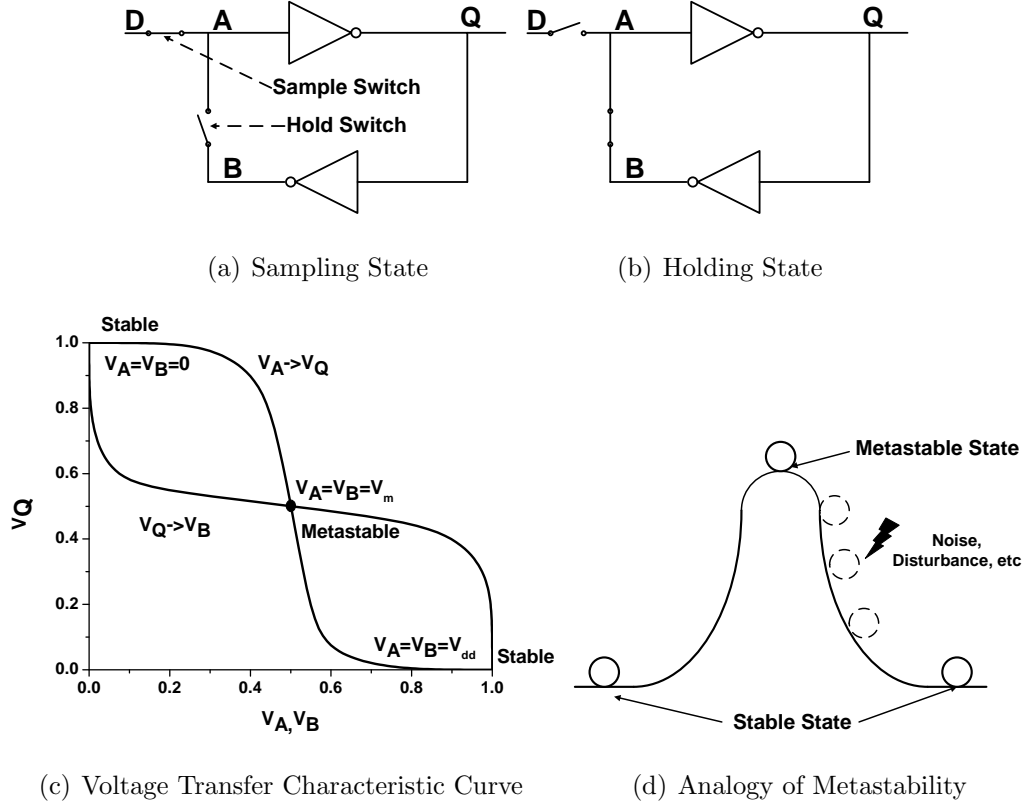 D A Q
Sample Switch
Hold Switch
B
D A Q
B
(a) Sampling State
(b) Holding State
Stable
V_A=V_B=0
V_A->V_Q
V_A=V_B=V_m
Metastable
V_Q->V_B
V_A=V_B=V_dd
Stable
1.0
0.8
0.6
0.4
0.2
0.0
V_Q
0.0 0.2 0.4 0.6 0.8 1.0
V_A,V_B
Metastable State
Noise,
Disturbance, etc
Stable State
(c) Voltage Transfer Characteristic Curve
(d) Analogy of Metastability